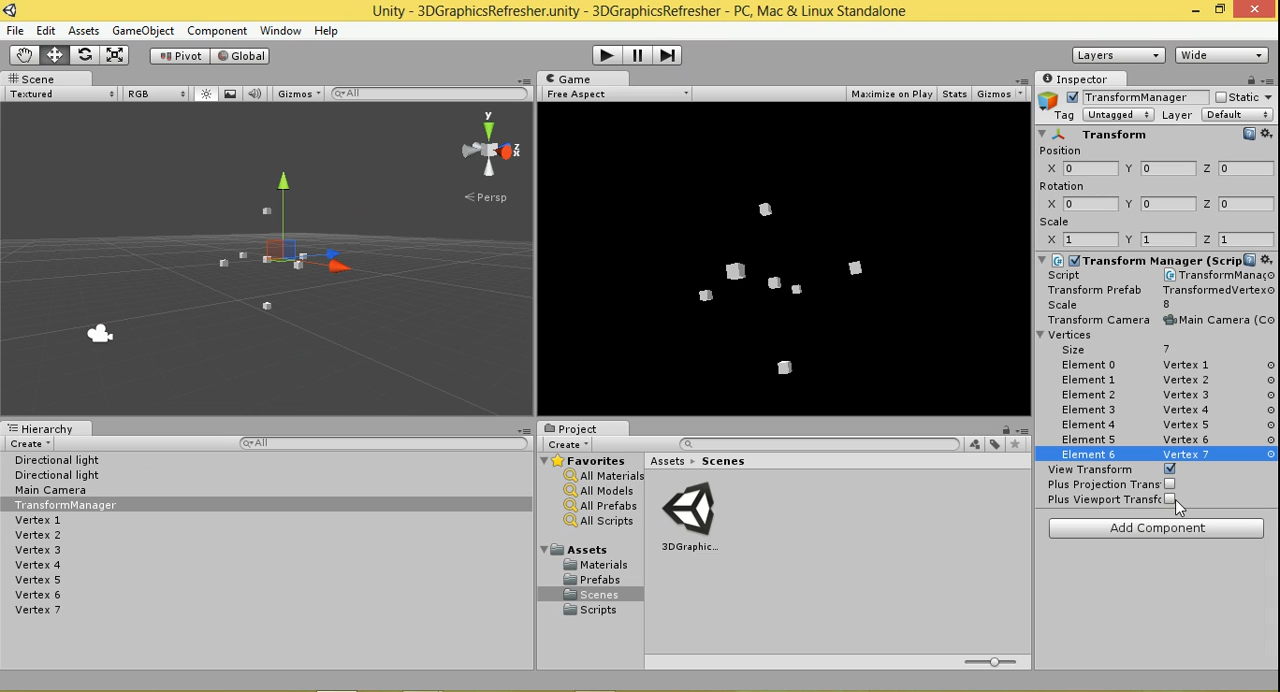 Unity - 3DGraphicsRefresher.unity - 3DGraphicsRefresher - PC, Mac & Linux Standalone
File Edit Assets GameObject Component Window Help
Pivot Global Layers Wide
Scene
Textured RGB Gizmos All
y
z
x
Persp
Game
Free Aspect Maximize on Play Stats Gizmos
Hierarchy
Create All
Directional light
Directional light
Main Camera
TransformManager
Vertex 1
Vertex 2
Vertex 3
Vertex 4
Vertex 5
Vertex 6
Vertex 7
Project
Create
Favorites
All Materials
All Models
All Prefabs
All Scripts
Assets
Materials
Prefabs
Scenes
Scripts
Assets Scenes
3DGraphic...
Inspector
TransformManager Static
Tag Untagged Layer Default
Transform
Position
X 0 Y 0 Z 0
Rotation
X 0 Y 0 Z 0
Scale
X 1 Y 1 Z 1
Transform Manager (Scrip
Script TransformManag
Transform Prefab TransformedVertex
Scale 8
Transform Camera Main Camera (C
Vertices
Size 7
Element 0 Vertex 1
Element 1 Vertex 2
Element 2 Vertex 3
Element 3 Vertex 4
Element 4 Vertex 5
Element 5 Vertex 6
Element 6 Vertex 7
View Transform
Plus Projection Trans
Plus Viewport Transfo
Add Component